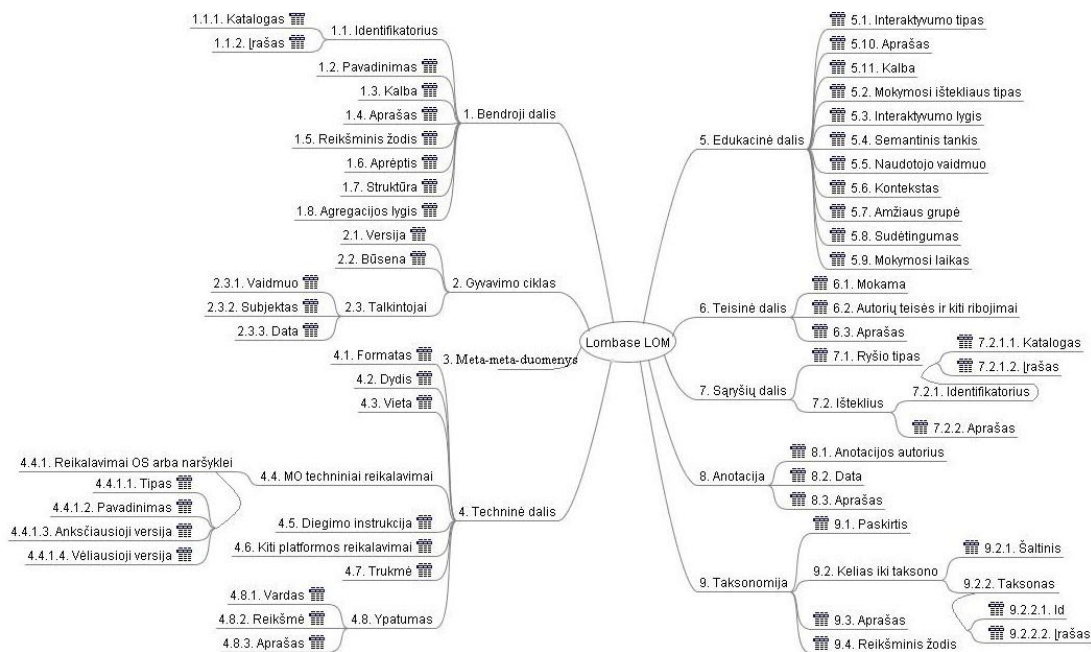 Lombase LOM
1. Bendroji dalis
1.1. Identifikatorius
1.1.1. Katalogas
1.1.2. Įrašas
1.2. Pavadinimas
1.3. Kalba
1.4. Aprašas
1.5. Reikšminis žodis
1.6. Aprėptis
1.7. Struktūra
1.8. Agregacijos lygis
2. Gyvavimo ciklas
2.1. Versija
2.2. Būsena
2.3. Talkintojai
2.3.1. Vaidmuo
2.3.2. Subjektas
2.3.3. Data
3. Meta-meta-duomenys
4. Techninė dalis
4.1. Formatas
4.2. Dydis
4.3. Vieta
4.4. MO techniniai reikalavimai
4.4.1. Reikalavimai OS arba naršyklei
4.4.1.1. Tipas
4.4.1.2. Pavadinimas
4.4.1.3. Anksčiausioji versija
4.4.1.4. Vėliausioji versija
4.5. Diegimo instrukcija
4.6. Kiti platformos reikalavimai
4.7. Trukmė
4.8. Ypatumas
4.8.1. Vardas
4.8.2. Reikšmė
4.8.3. Aprašas
5. Edukacinė dalis
5.1. Interaktyvumo tipas
5.10. Aprašas
5.11. Kalba
5.2. Mokymosi ištekliaus tipas
5.3. Interaktyvumo lygis
5.4. Semantinis tankis
5.5. Naudotojo vaidmuo
5.6. Kontekstas
5.7. Amžiaus grupė
5.8. Sudėtingumas
5.9. Mokymosi laikas
6. Teisinė dalis
6.1. Mokama
6.2. Autorių teisės ir kiti ribojimai
6.3. Aprašas
7. Sąryšių dalis
7.1. Ryšio tipas
7.2. Išteklius
7.2.1. Identifikatorius
7.2.1.1. Katalogas
7.2.1.2. Įrašas
7.2.2. Aprašas
8. Anotacija
8.1. Anotacijos autorius
8.2. Data
8.3. Aprašas
9. Taksonomija
9.1. Paskirtis
9.2. Kelias iki taksono
9.2.1. Šaltinis
9.2.2. Taksonas
9.2.2.1. Id
9.2.2.2. Įrašas
9.3. Aprašas
9.4. Reikšminis žodis